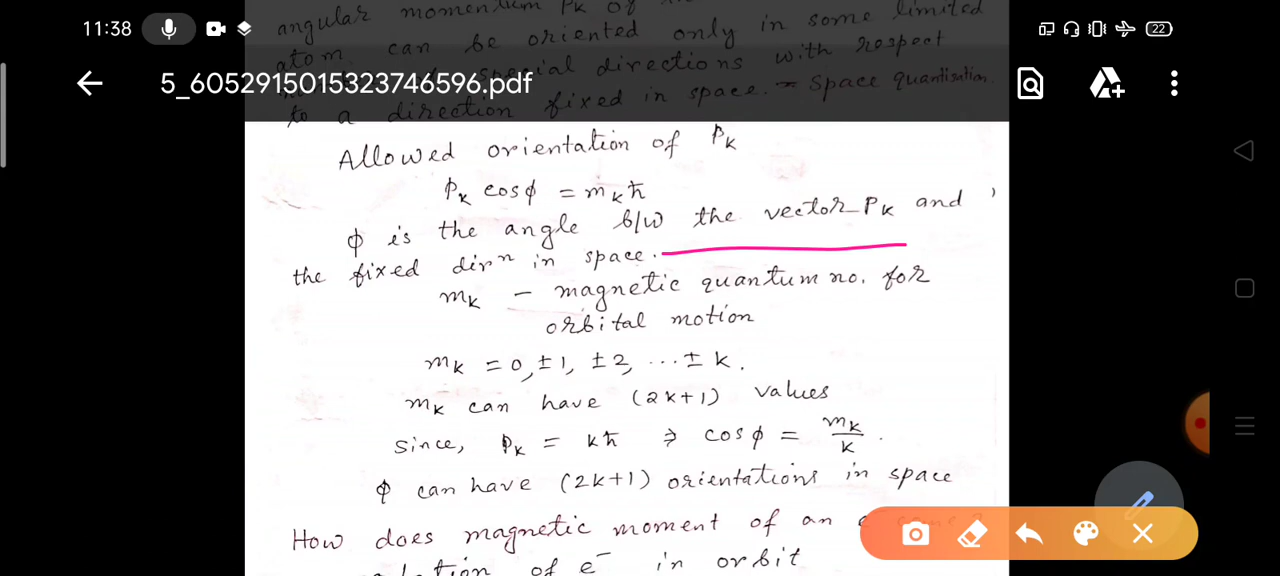 11:38
22
5_6052915015323746596.pdf
angular momentum Pk of
atom can be oriented only in some limited
special directions with respect
to a direction fixed in space. - Space quantisation.
Allowed orientation of Pk
Pk cosϕ = mkħ
ϕ is the angle b/w the vector Pk and
the fixed dirn in space.
mk - magnetic quantum no. for
orbital motion
mk = 0, ±1, ±2, ... ± k.
mk can have (2k+1) values
since, Pk = kħ ⇒ cosϕ = mk/k.
ϕ can have (2k+1) orientations in space
How does magnetic moment of an
of e⁻ in orbit